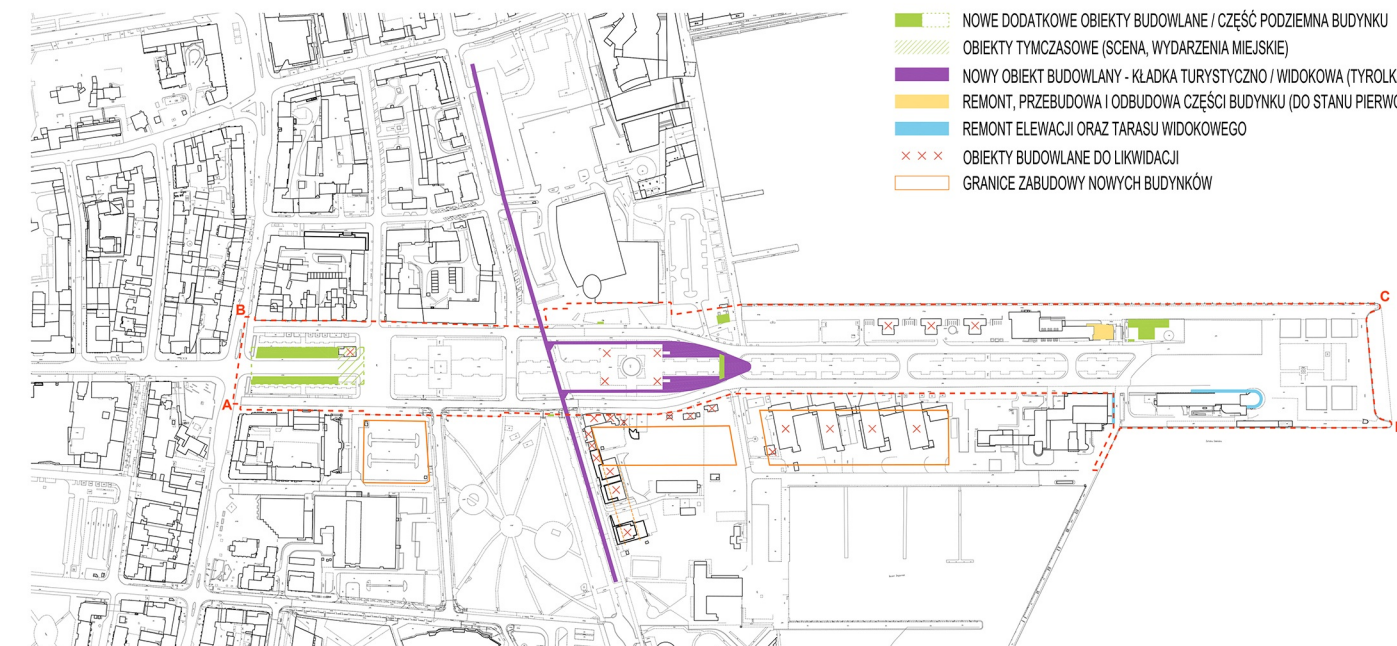 NOWE DODATKOWE OBIEKTY BUDOWLANE / CZĘŚĆ PODZIEMNA BUDYNKU
OBIEKTY TYMCZASOWE (SCENA, WYDARZENIA MIEJSKIE)
NOWY OBIEKT BUDOWLANY - KŁADKA TURYSTYCZNO / WIDOKOWA (TYROLK
REMONT, PRZEBUDOWA I ODBUDOWA CZĘŚCI BUDYNKU (DO STANU PIERWO
REMONT ELEWACJI ORAZ TARASU WIDOKOWEGO
OBIEKTY BUDOWLANE DO LIKWIDACJI
GRANICE ZABUDOWY NOWYCH BUDYNKÓW
B
C
A